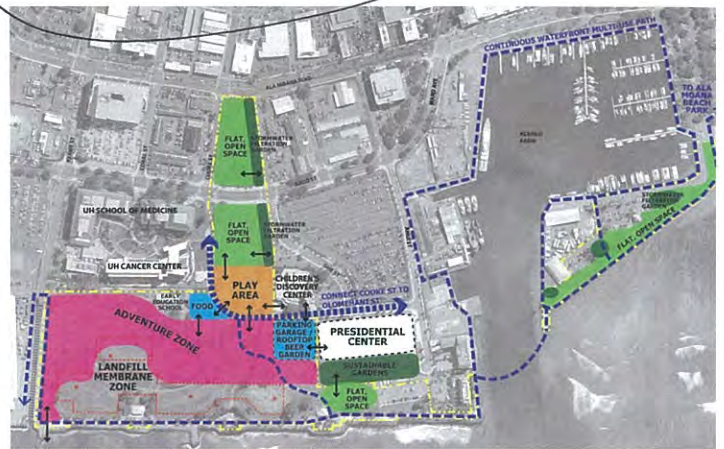 CONTINUOUS WATERFRONT MULTI-USE PATH
TO ALA
MOANA
BEACH
PARK
ALA MOANA BLVD
FLAT,
OPEN
SPACE
STORMWATER
FILTRATION
GARDEN
WARD AVE
KEWALO
BASIN
UH SCHOOL OF MEDICINE
FLAT,
OPEN
SPACE
STORMWATER
FILTRATION
GARDEN
STORMWATER
FILTRATION
GARDEN
FLAT, OPEN SPACE
UH CANCER CENTER
PLAY
AREA
CHILDREN'S
DISCOVERY
CENTER
CONNECT COOKE ST TO
OLOMEHANI ST
EARLY
EDUCATION
SCHOOL
FOOD
ADVENTURE ZONE
PARKING
GARAGE /
ROOFTOP
BEER
GARDEN
PRESIDENTIAL
CENTER
LANDFILL
MEMBRANE
ZONE
SUSTAINABLE
GARDENS
FLAT,
OPEN
SPACE